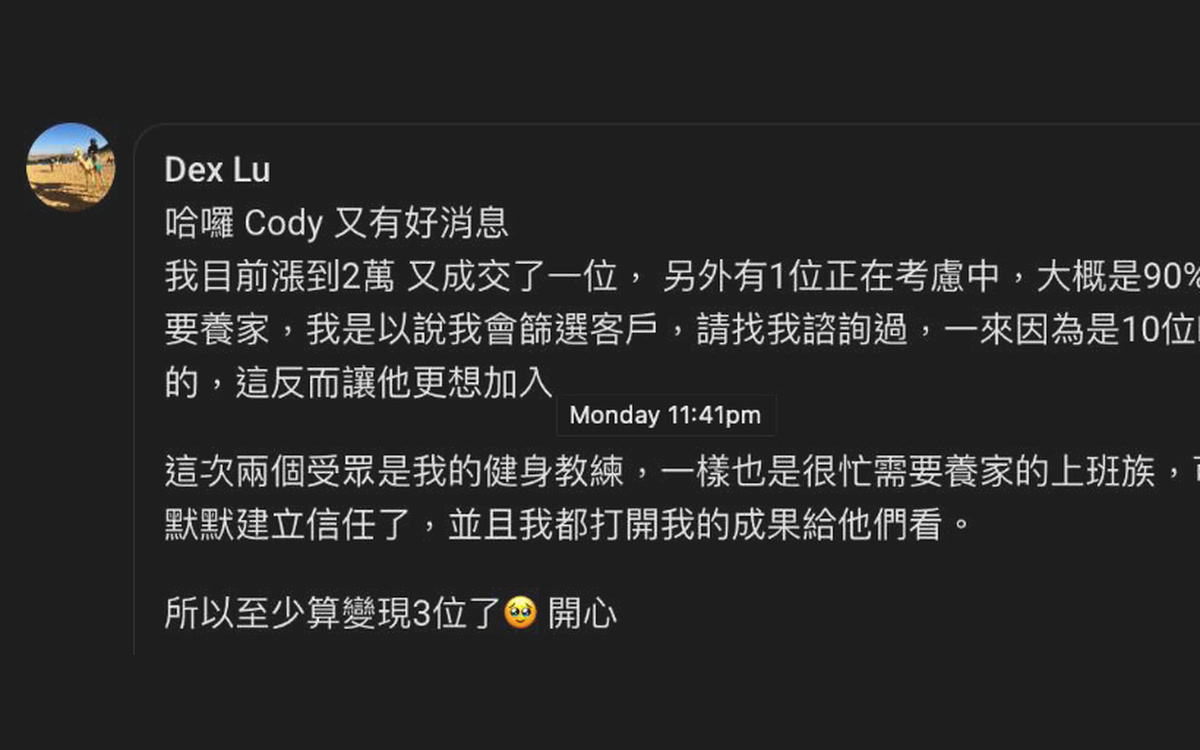 Dex Lu
哈囉 Cody 又有好消息
我目前漲到2萬 又成交了一位， 另外有1位正在考慮中，大概是90%
要養家，我是以說我會篩選客戶，請找我諮詢過，一來因為是10位
的，這反而讓他更想加入
Monday 11:41pm
這次兩個受眾是我的健身教練，一樣也是很忙需要養家的上班族，
默默建立信任了，並且我都打開我的成果給他們看。
所以至少算變現3位了🥹 開心